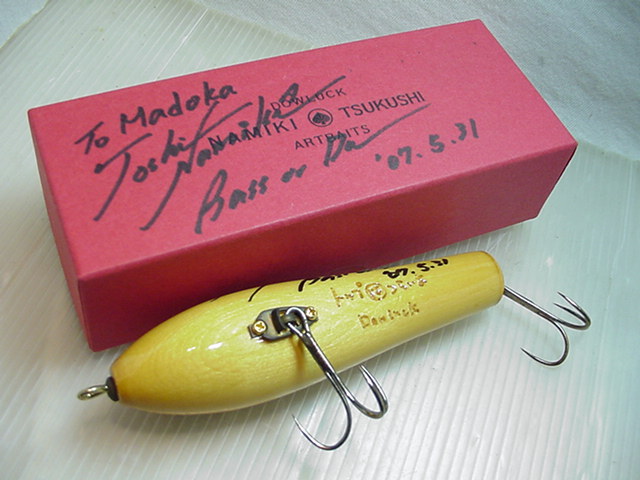 To Madoka
DOWLUCK
NAMIKI TSUKUSHI
ARTBAITS
Toshi Namiki
Bass or Die
'07. 5. 31
07. 5. 31
Dowluck